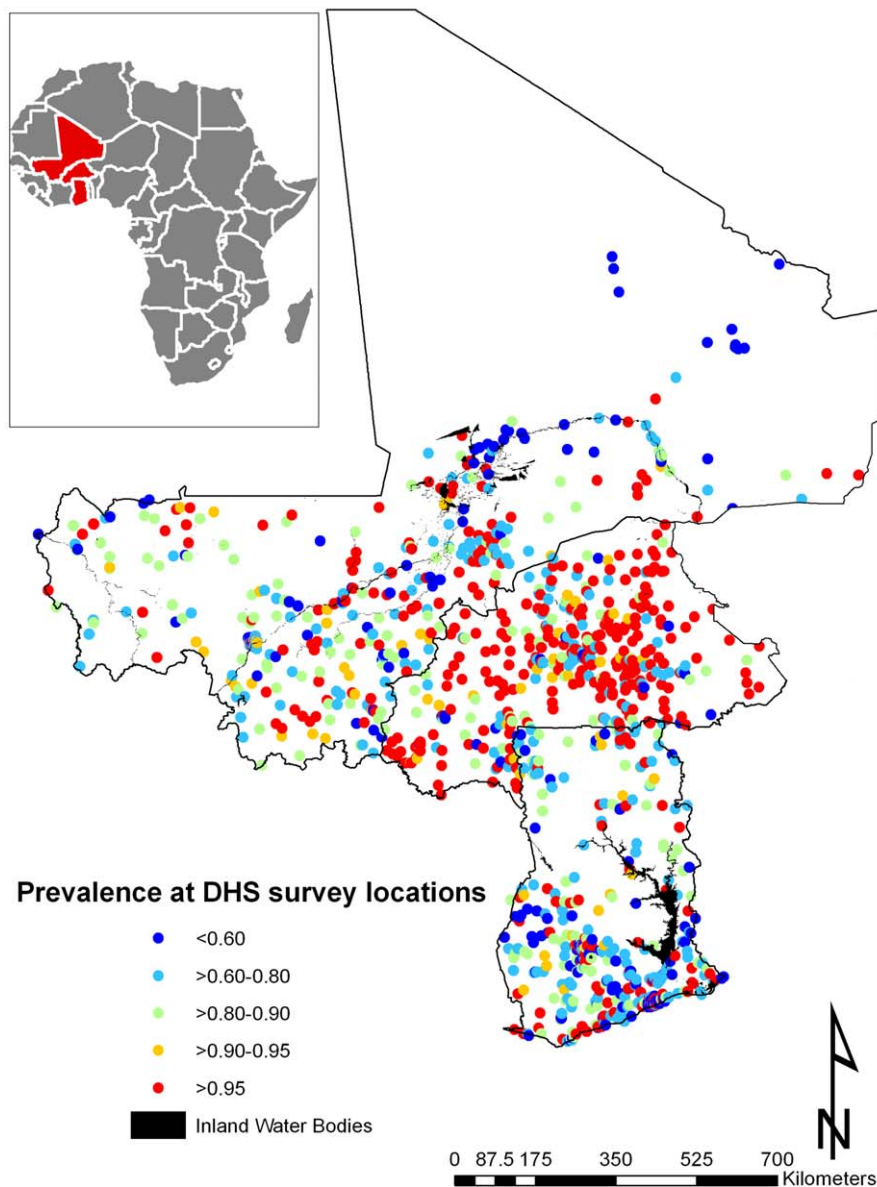 Prevalence at DHS survey locations
<0.60
>0.60-0.80
>0.80-0.90
>0.90-0.95
>0.95
Inland Water Bodies
N
0 87.5 175 350 525 700
Kilometers